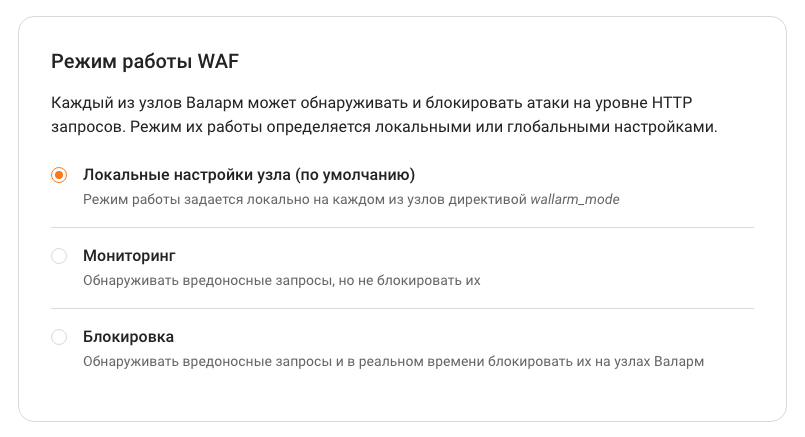 Режим работы WAF
Каждый из узлов Валарм может обнаруживать и блокировать атаки на уровне HTTP
запросов. Режим их работы определяется локальными или глобальными настройками.
Локальные настройки узла (по умолчанию)
Режим работы задается локально на каждом из узлов директивой wallarm_mode
Мониторинг
Обнаруживать вредоносные запросы, но не блокировать их
Блокировка
Обнаруживать вредоносные запросы и в реальном времени блокировать их на узлах Валарм